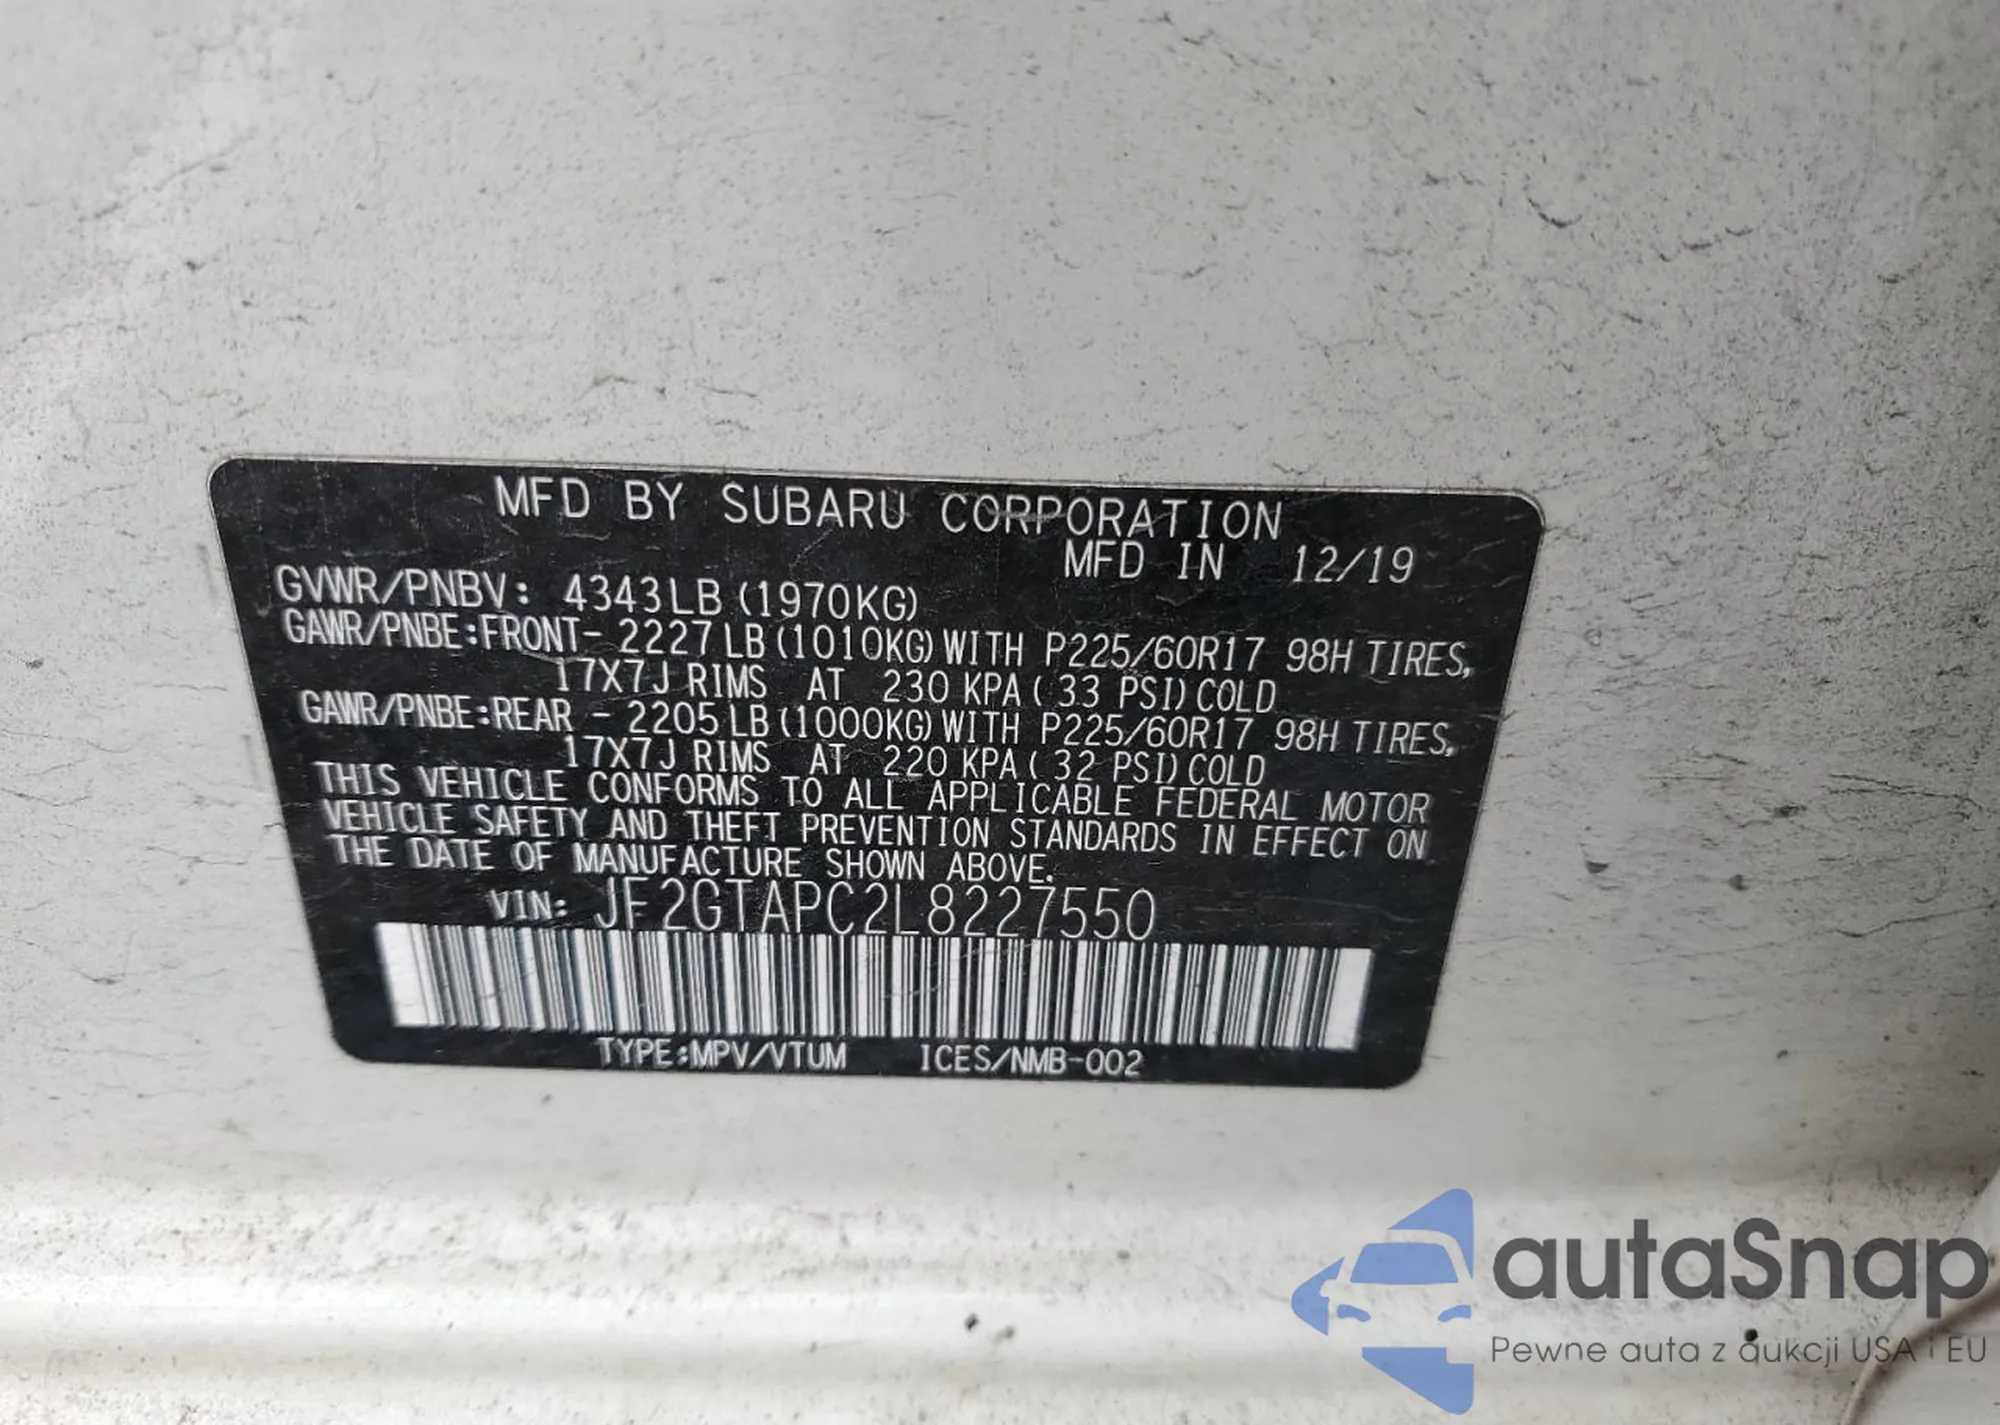 MFD BY SUBARU CORPORATION
MFD IN 12/19
GVWR/PNBV: 4343LB (1970KG)
GAWR/PNBE:FRONT- 2227 LB (1010KG) WITH P225/60R17 98H TIRES,
17X7J RIMS AT 230 KPA ( 33 PSI) COLD
GAWR/PNBE:REAR - 2205 LB (1000KG) WITH P225/60R17 98H TIRES,
17X7J RIMS AT 220 KPA ( 32 PSI) COLD
THIS VEHICLE CONFORMS TO ALL APPLICABLE FEDERAL MOTOR
VEHICLE SAFETY AND THEFT PREVENTION STANDARDS IN EFFECT ON
THE DATE OF MANUFACTURE SHOWN ABOVE.
VIN: JF2GTAPC2L8227550
TYPE:MPV/VTUM ICES/NMB-002
autaSnap
Pewne auta z aukcji USA i EU